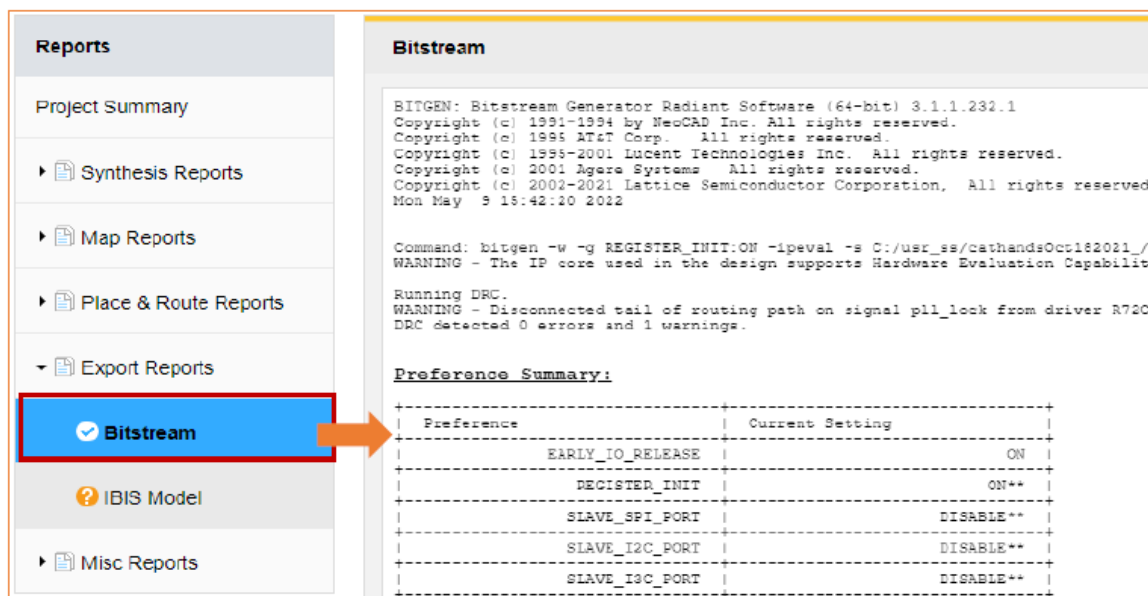 Reports
Project Summary
Synthesis Reports
Map Reports
Place & Route Reports
Export Reports
Bitstream
IBIS Model
Misc Reports
Bitstream
BITGEN: Bitstream Generator Radiant Software (64-bit) 3.1.1.232.1
Copyright (c) 1991-1994 by NeoCAD Inc. All rights reserved.
Copyright (c) 1995 AT&T Corp.   All rights reserved.
Copyright (c) 1995-2001 Lucent Technologies Inc.  All rights reserved.
Copyright (c) 2001 Agere Systems   All rights reserved.
Copyright (c) 2002-2021 Lattice Semiconductor Corporation,  All rights reserved
Mon May  9 15:42:20 2022
Command: bitgen -w -g REGISTER_INIT:ON -ipeval -s C:/usr_ss/cathandsOct182021_/
WARNING - The IP core used in the design supports Hardware Evaluation Capabilit
Running DRC.
WARNING - Disconnected tail of routing path on signal pll_lock from driver R72C
DRC detected 0 errors and 1 warnings.
Preference Summary:
| Preference | Current Setting |
| EARLY_IO_RELEASE | ON |
| REGISTER_INIT | ON** |
| SLAVE_SPI_PORT | DISABLE** |
| SLAVE_I2C_PORT | DISABLE** |
| SLAVE_I3C_PORT | DISABLE** |